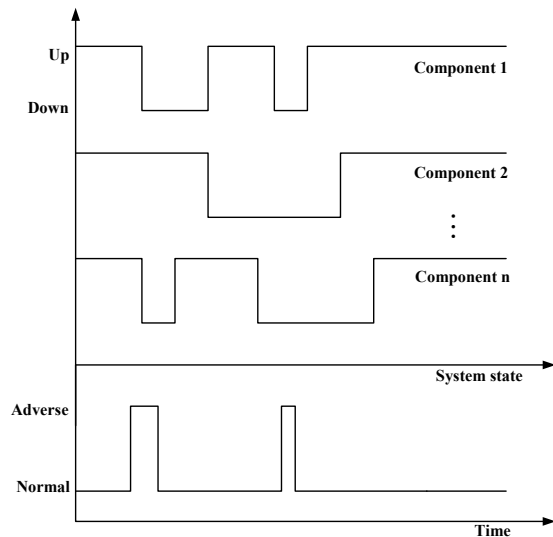 Up
Component 1
Down
Component 2
Component n
System state
Adverse
Normal
Time